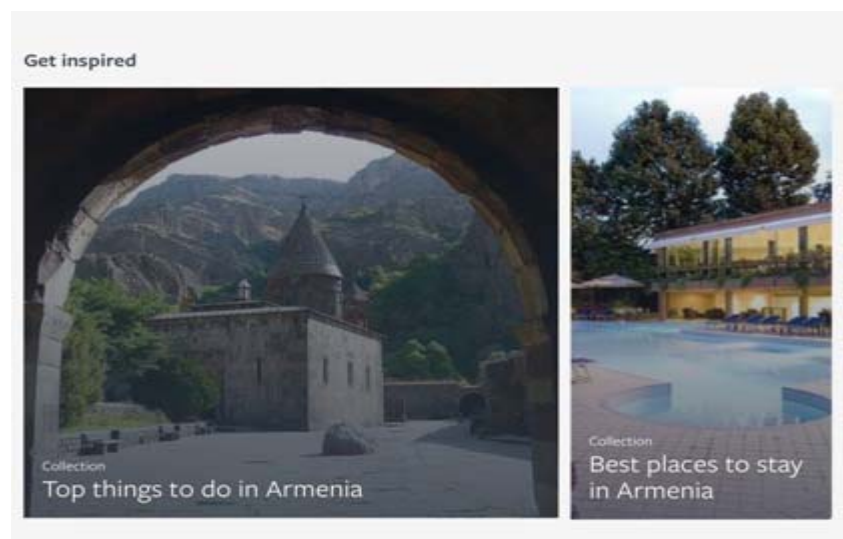 Get inspired
Collection
Top things to do in Armenia
Collection
Best places to stay
in Armenia